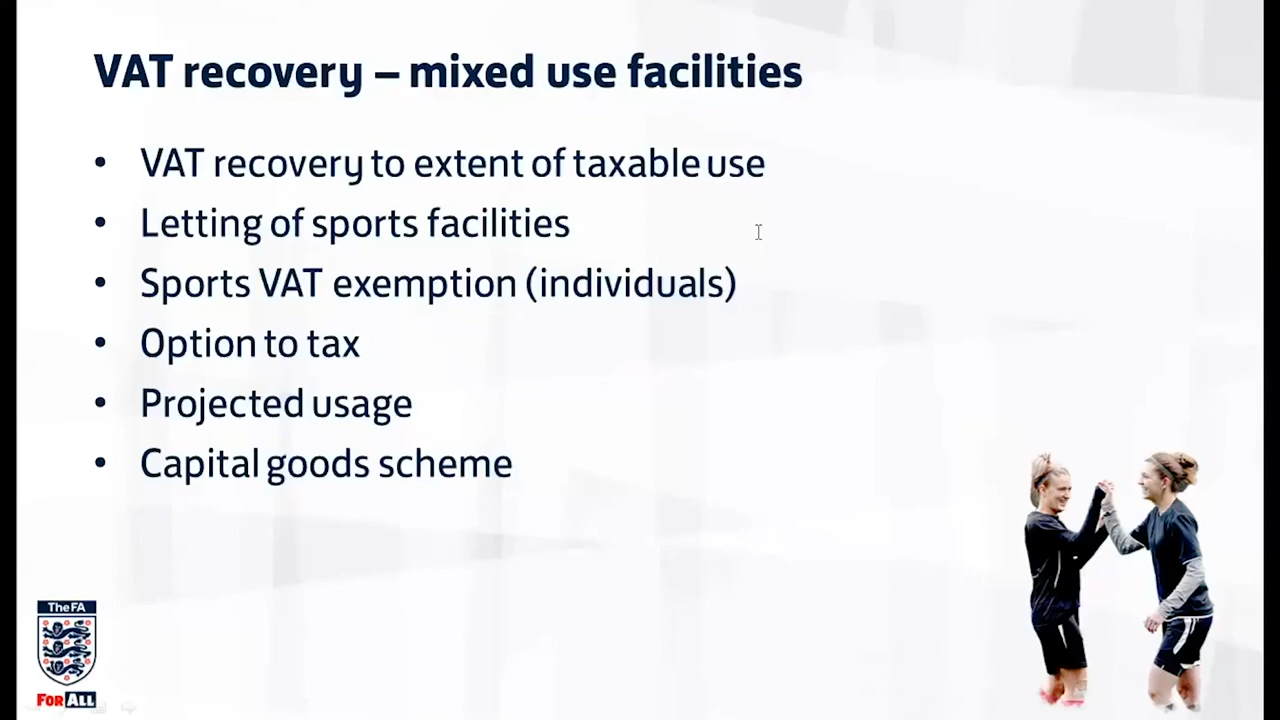 VAT recovery – mixed use facilities
• VAT recovery to extent of taxable use
• Letting of sports facilities
• Sports VAT exemption (individuals)
• Option to tax
• Projected usage
• Capital goods scheme
The FA
FOR ALL